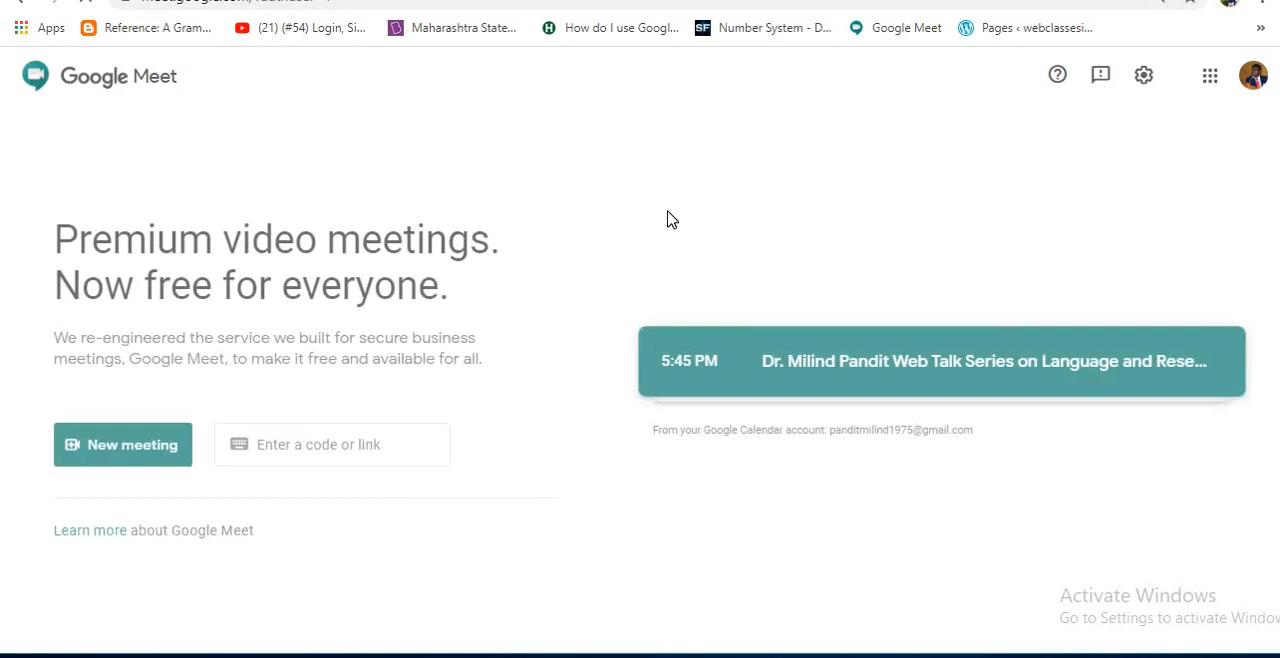 Apps Reference: A Gram... (21) (#54) Login, Si... Maharashtra State... How do I use Googl... SF Number System - D... Google Meet Pages ‹ webclassesi... »
Google Meet
Premium video meetings.
Now free for everyone.
We re-engineered the service we built for secure business
meetings, Google Meet, to make it free and available for all.
New meeting
Enter a code or link
Learn more about Google Meet
5:45 PM Dr. Milind Pandit Web Talk Series on Language and Rese...
From your Google Calendar account: panditmilind1975@gmail.com
Activate Windows
Go to Settings to activate Window